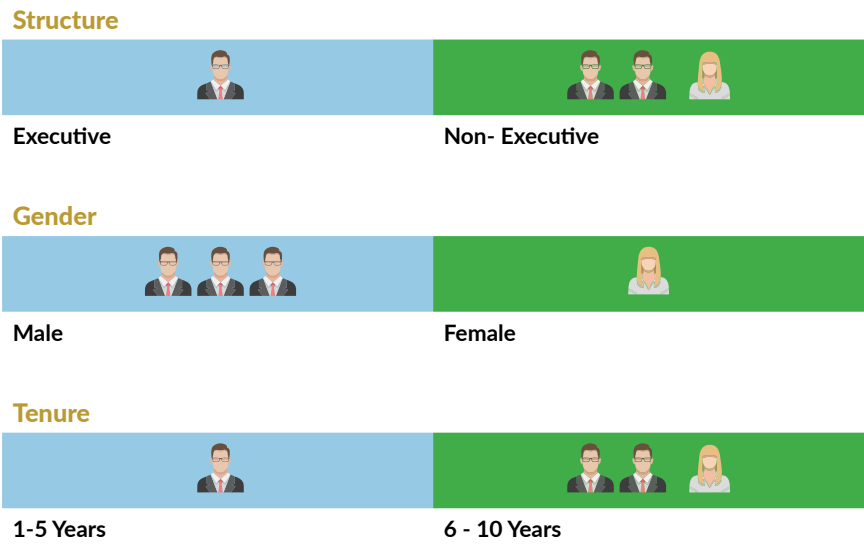 Structure
Executive
Non- Executive
Gender
Male
Female
Tenure
1-5 Years
6 - 10 Years